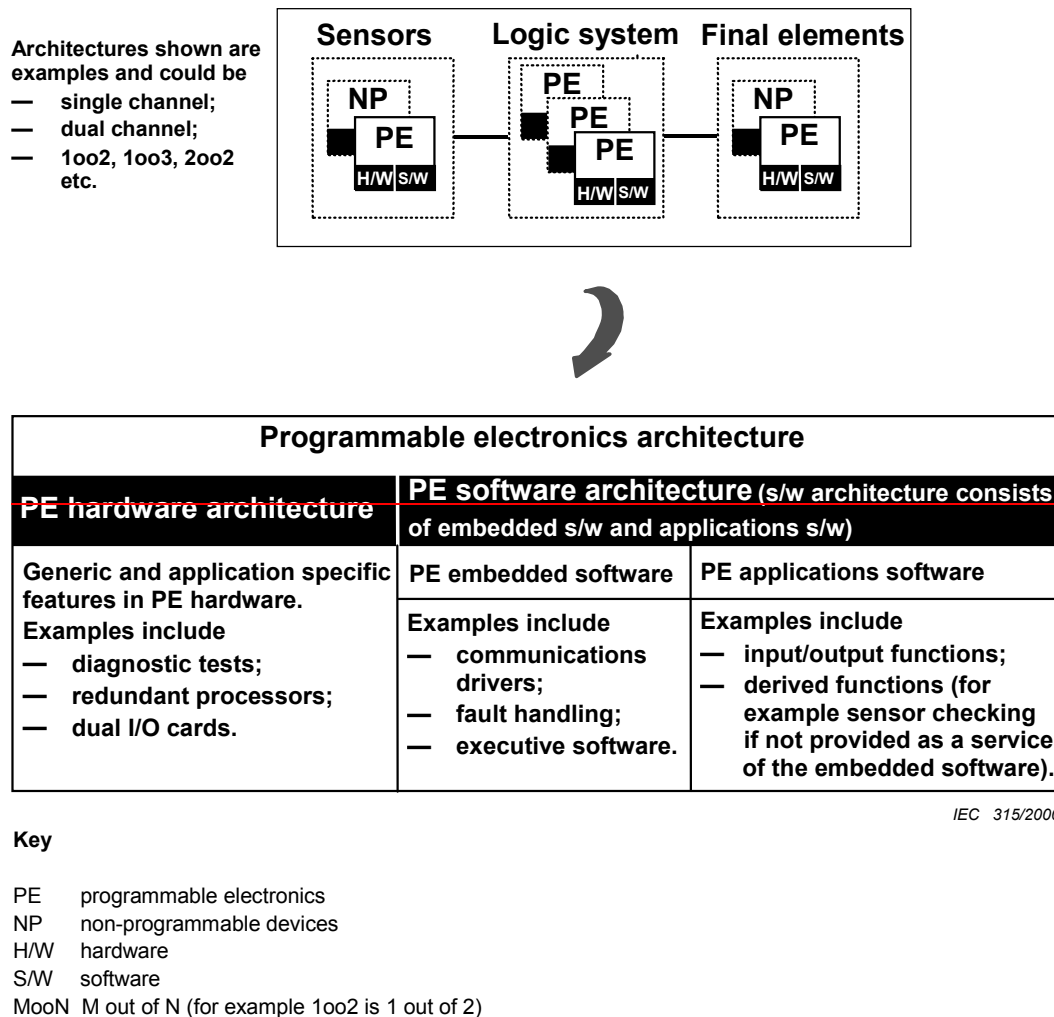 Architectures shown are
examples and could be
— single channel;
— dual channel;
— 1oo2, 1oo3, 2oo2
etc.
Sensors
Logic system
Final elements
NP
PE
H/W S/W
PE
PE
PE
H/W S/W
NP
PE
H/W S/W
Programmable electronics architecture
PE hardware architecture
PE software architecture (s/w architecture consists
of embedded s/w and applications s/w)
Generic and application specific
features in PE hardware.
Examples include
— diagnostic tests;
— redundant processors;
— dual I/O cards.
PE embedded software
Examples include
— communications
drivers;
— fault handling;
— executive software.
PE applications software
Examples include
— input/output functions;
— derived functions (for
example sensor checking
if not provided as a service
of the embedded software).
IEC 315/2000
Key
PE programmable electronics
NP non-programmable devices
H/W hardware
S/W software
MooN M out of N (for example 1oo2 is 1 out of 2)